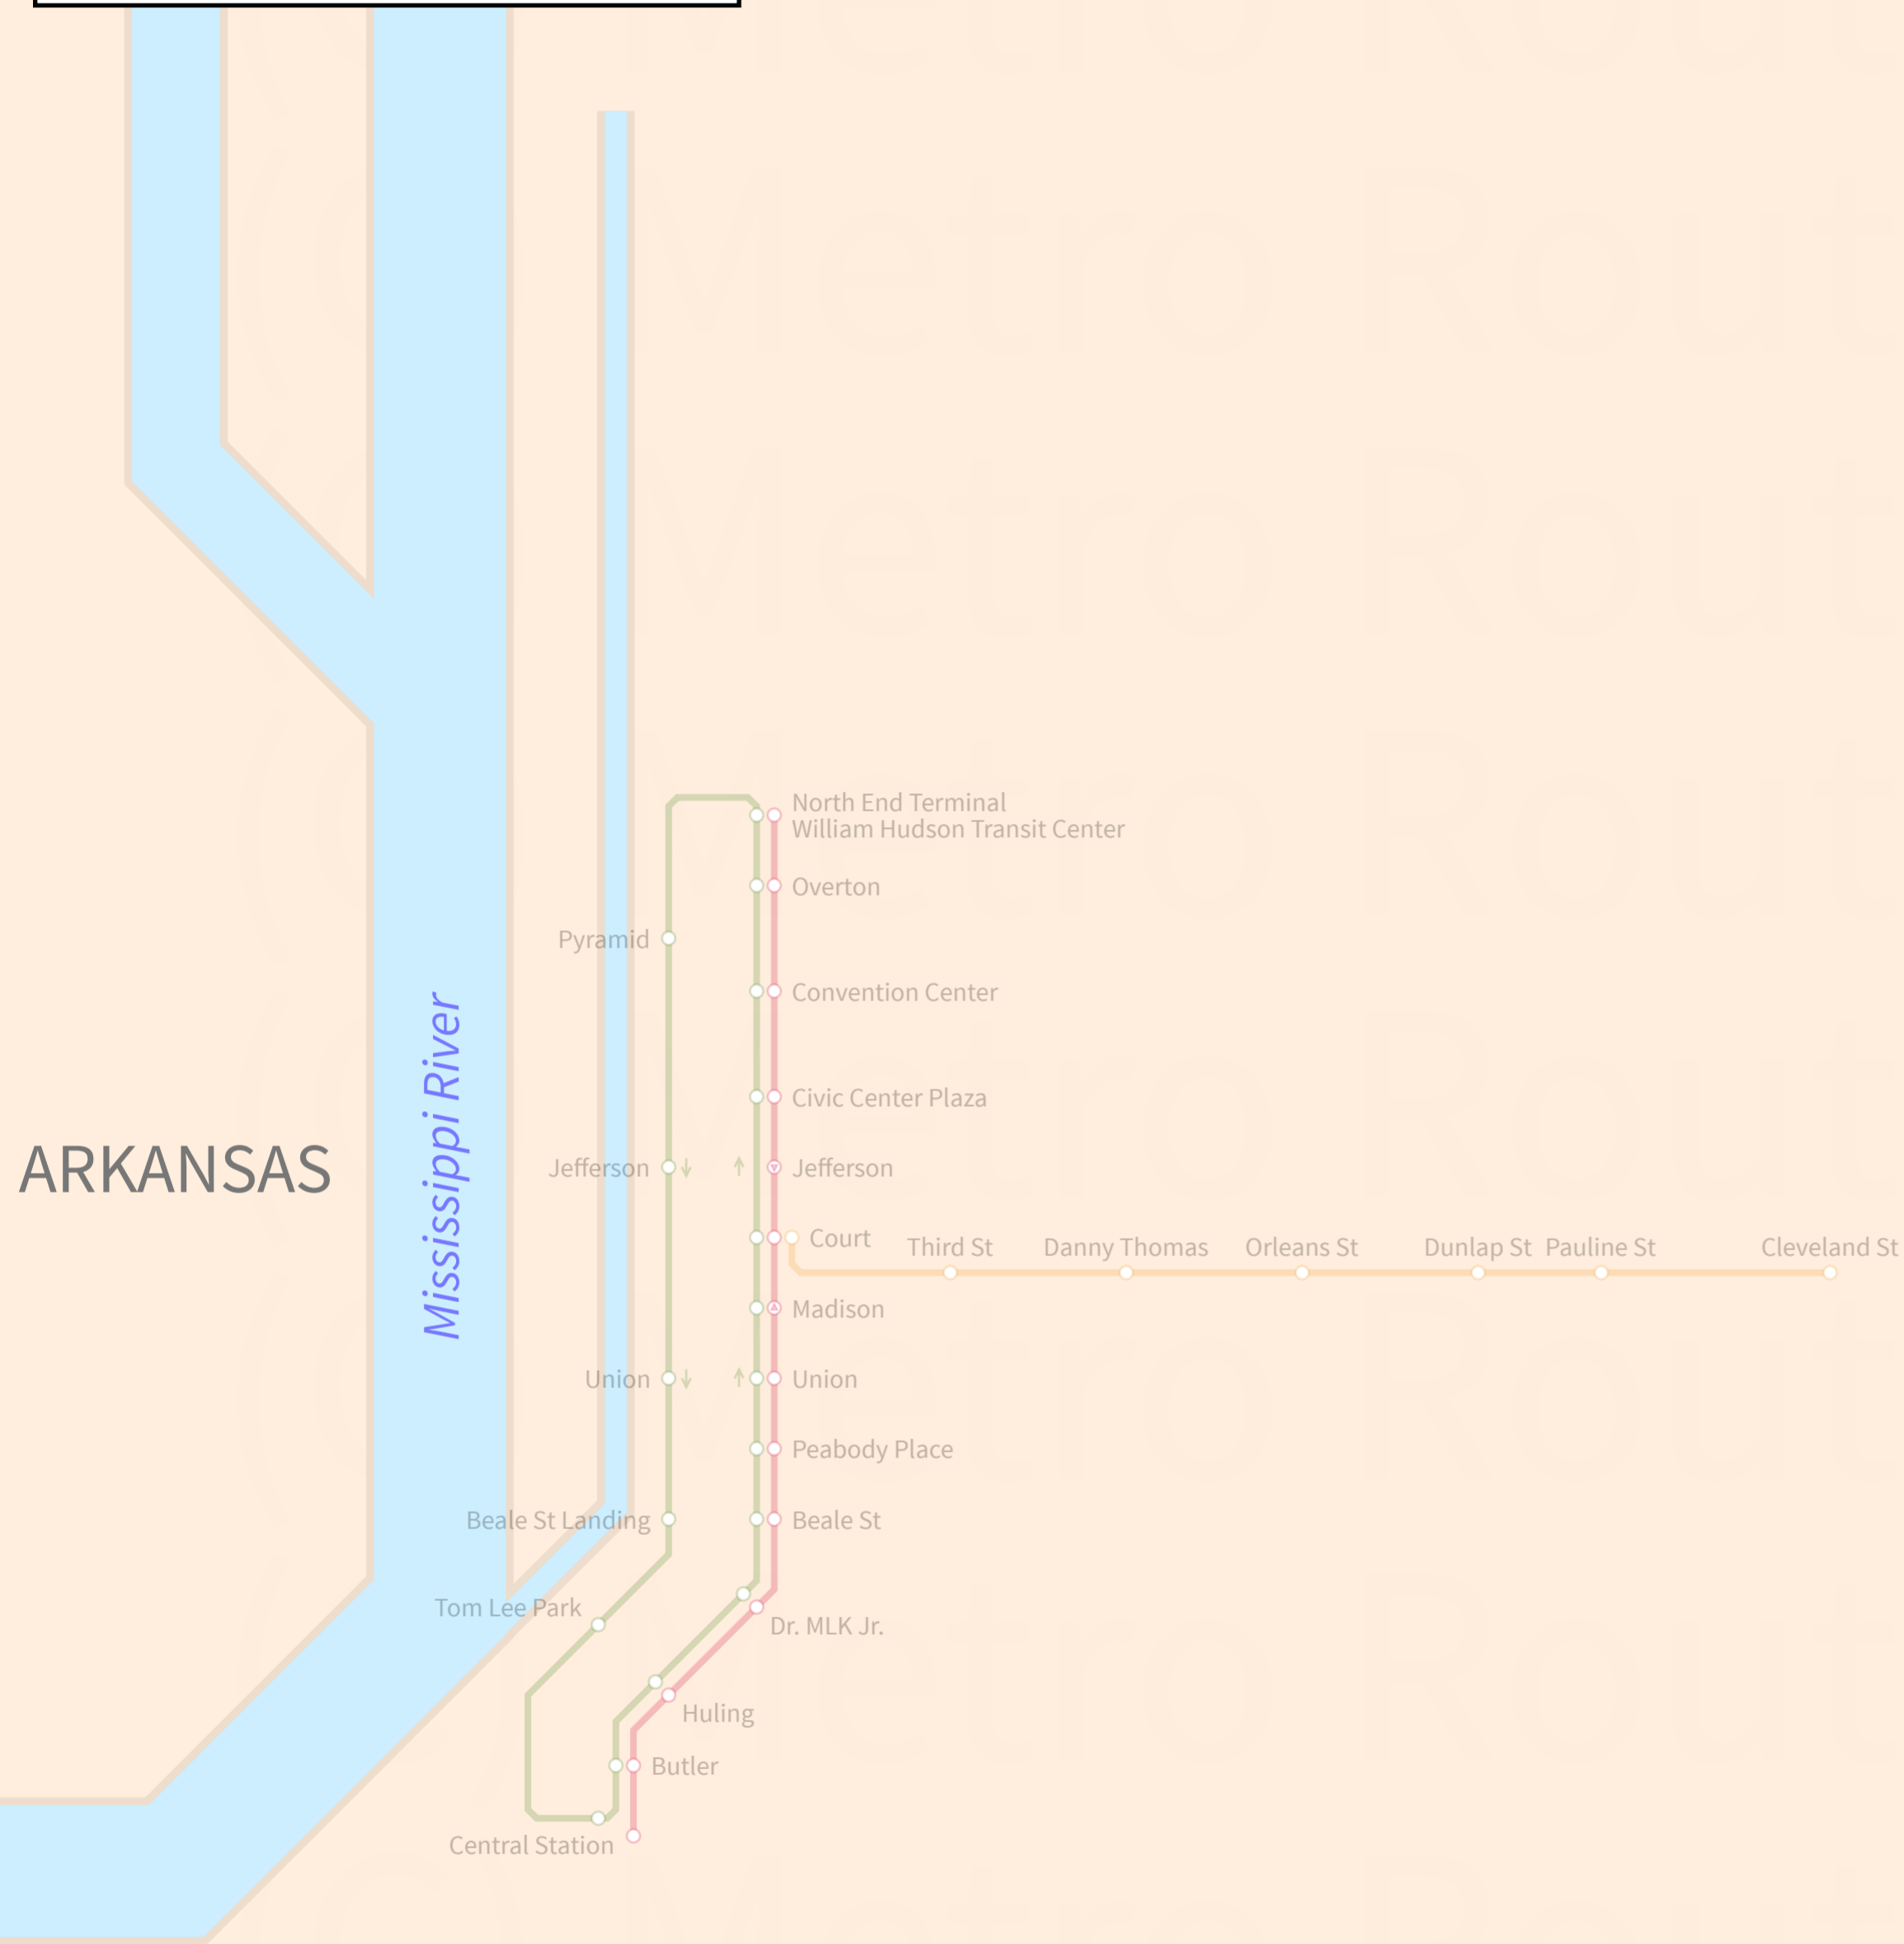 North End Terminal
William Hudson Transit Center
Overton
Pyramid
Convention Center
Civic Center Plaza
Mississippi River
ARKANSAS
Jefferson
Jefferson
Court
Third St
Danny Thomas
Orleans St
Dunlap St
Pauline St
Cleveland St
Madison
Union
Union
Peabody Place
Beale St Landing
Beale St
Tom Lee Park
Dr. MLK Jr.
Huling
Butler
Central Station